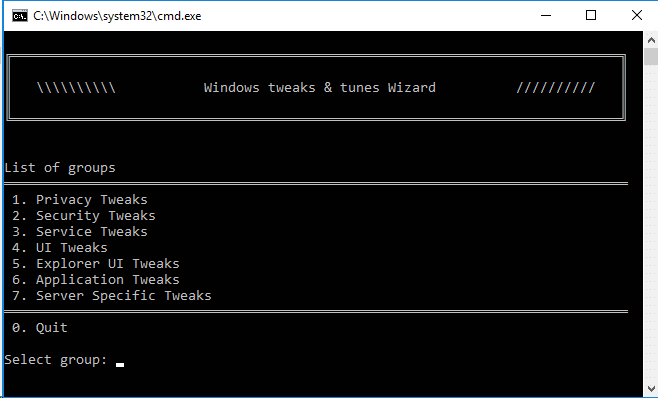 C:\Windows\system32\cmd.exe
\\\\\\\\\\ Windows tweaks & tunes Wizard //////////
List of groups
1. Privacy Tweaks
2. Security Tweaks
3. Service Tweaks
4. UI Tweaks
5. Explorer UI Tweaks
6. Application Tweaks
7. Server Specific Tweaks
0. Quit
Select group: _